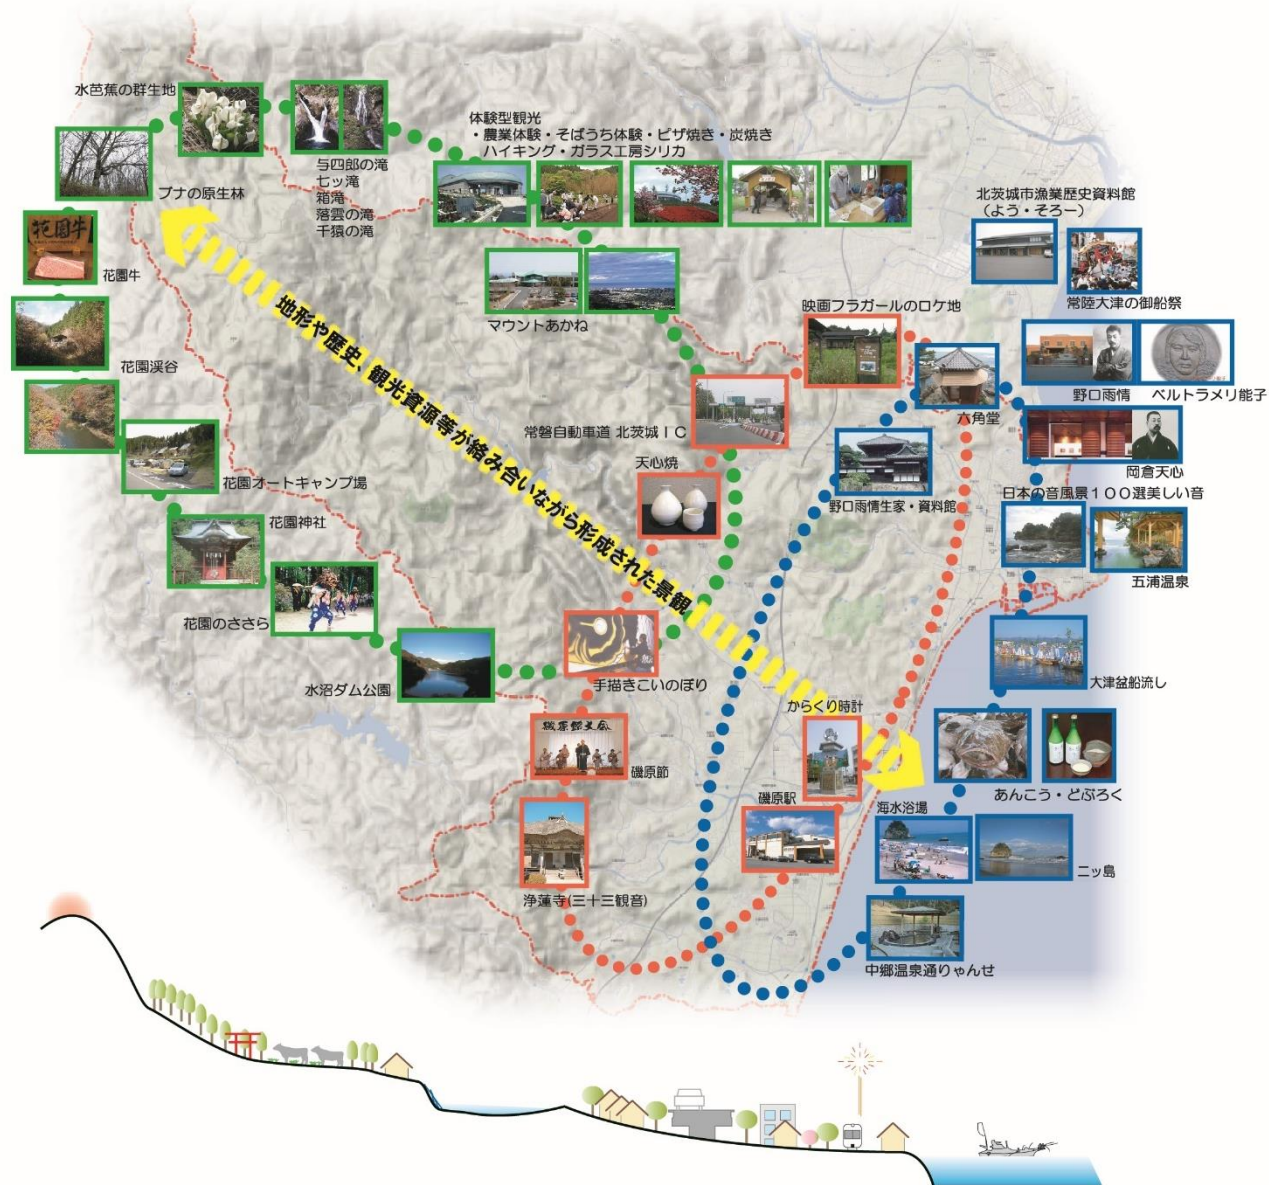 水芭蕉の群生地
ブナの原生林
与四郎の滝
七ッ滝
箱滝
落雲の滝
千猿の滝
体験型観光
・農業体験・そばうち体験・ピザ焼き・炭焼き
ハイキング・ガラス工房シリカ
北茨城市漁業歴史資料館
(よう・そろー)
常陸大津の御船祭
花園牛
花園牛
マウントあかね
映画フラガールのロケ地
野口雨情
ベルトラメリ能子
六角堂
花園渓谷
地形や歴史、観光資源等が絡み合いながら形成された景観
常磐自動車道 北茨城IC
天心焼
岡倉天心
花園オートキャンプ場
野口雨情生家・資料館
日本の音風景100選美しい音
花園神社
五浦温泉
花園のささら
水沼ダム公園
手描きこいのぼり
大津盆船流し
からくり時計
磯原節
磯原駅
あんこう・どぶろく
海水浴場
二ッ島
浄蓮寺(三十三観音)
中郷温泉通りゃんせ